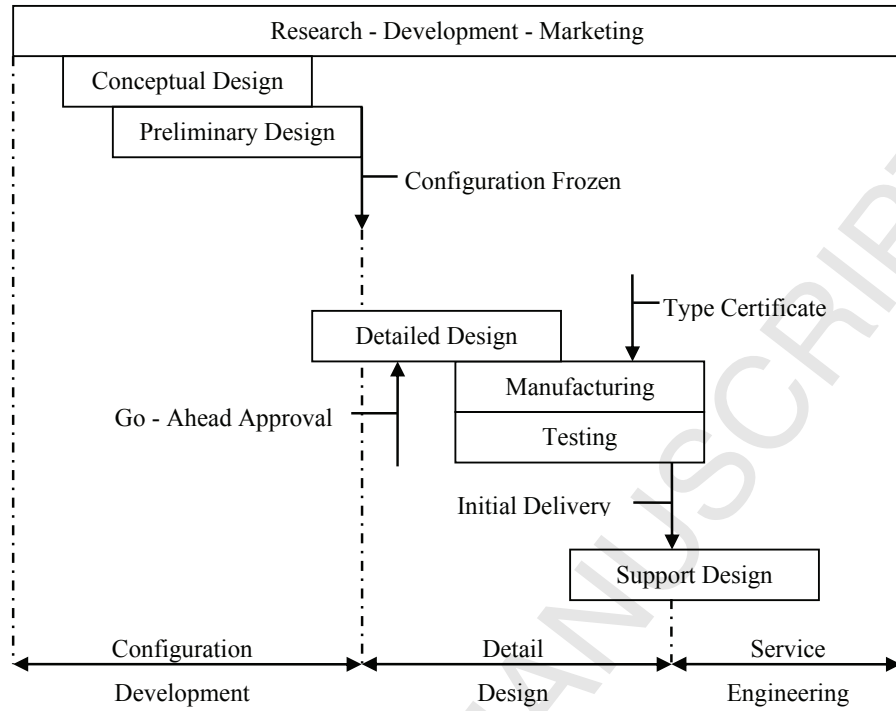 Research - Development - Marketing
Conceptual Design
Preliminary Design
Configuration Frozen
Type Certificate
Detailed Design
Manufacturing
Go - Ahead Approval
Testing
Initial Delivery
Support Design
Configuration
Development
Detail
Design
Service
Engineering
MANUSCRIPT